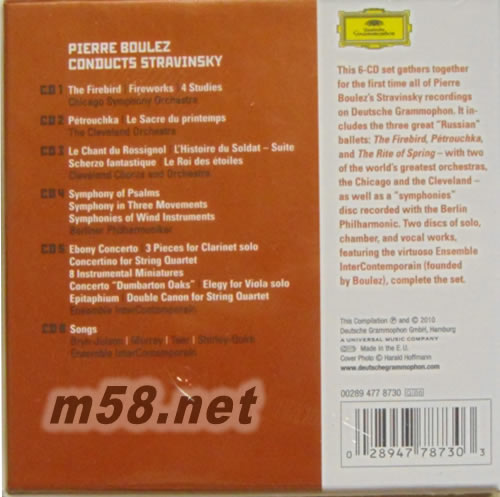 PIERRE BOULEZ
CONDUCTS STRAVINSKY
CD 1 The Firebird Fireworks 4 Studies
Chicago Symphony Orchestra
CD 2 Pétrouchka Le Sacre du printemps
The Cleveland Orchestra
CD 3 Le Chant du Rossignol L'Histoire du Soldat – Suite
Scherzo fantastique Le Roi des étoiles
Cleveland Chorus and Orchestra
CD 4 Symphony of Psalms
Symphony in Three Movements
Symphonies of Wind Instruments
Berliner Philharmoniker
CD 5 Ebony Concerto 3 Pieces for Clarinet solo
Concertino for String Quartet
8 Instrumental Miniatures
Concerto "Dumbarton Oaks" Elegy for Viola solo
Epitaphium Double Canon for String Quartet
Ensemble InterContemporain
CD 6 Songs
Bryn-Julson | Murray | Tear | Shirley-Quirk
Ensemble InterContemporain
m58.net
Deutsche
Grammophon
This 6-CD set gathers together
for the first time all of Pierre
Boulez's Stravinsky recordings
on Deutsche Grammophon. It in-
cludes the three great "Russian"
ballets: The Firebird, Pétrouchka,
and The Rite of Spring – with two
of the world's greatest orchestras,
the Chicago and the Cleveland –
as well as a "symphonies"
disc recorded with the Berlin
Philharmonic. Two discs of solo,
chamber, and vocal works,
featuring the virtuoso Ensemble
InterContemporain (founded
by Boulez), complete the set.
This Compilation ℗ and © 2010
Deutsche Grammophon GmbH, Hamburg
A UNIVERSAL MUSIC COMPANY
Made in the E.U.
Cover Photo © Harald Hoffmann
www.deutschegrammophon.com
00289 477 8730
0 28947 78730 3